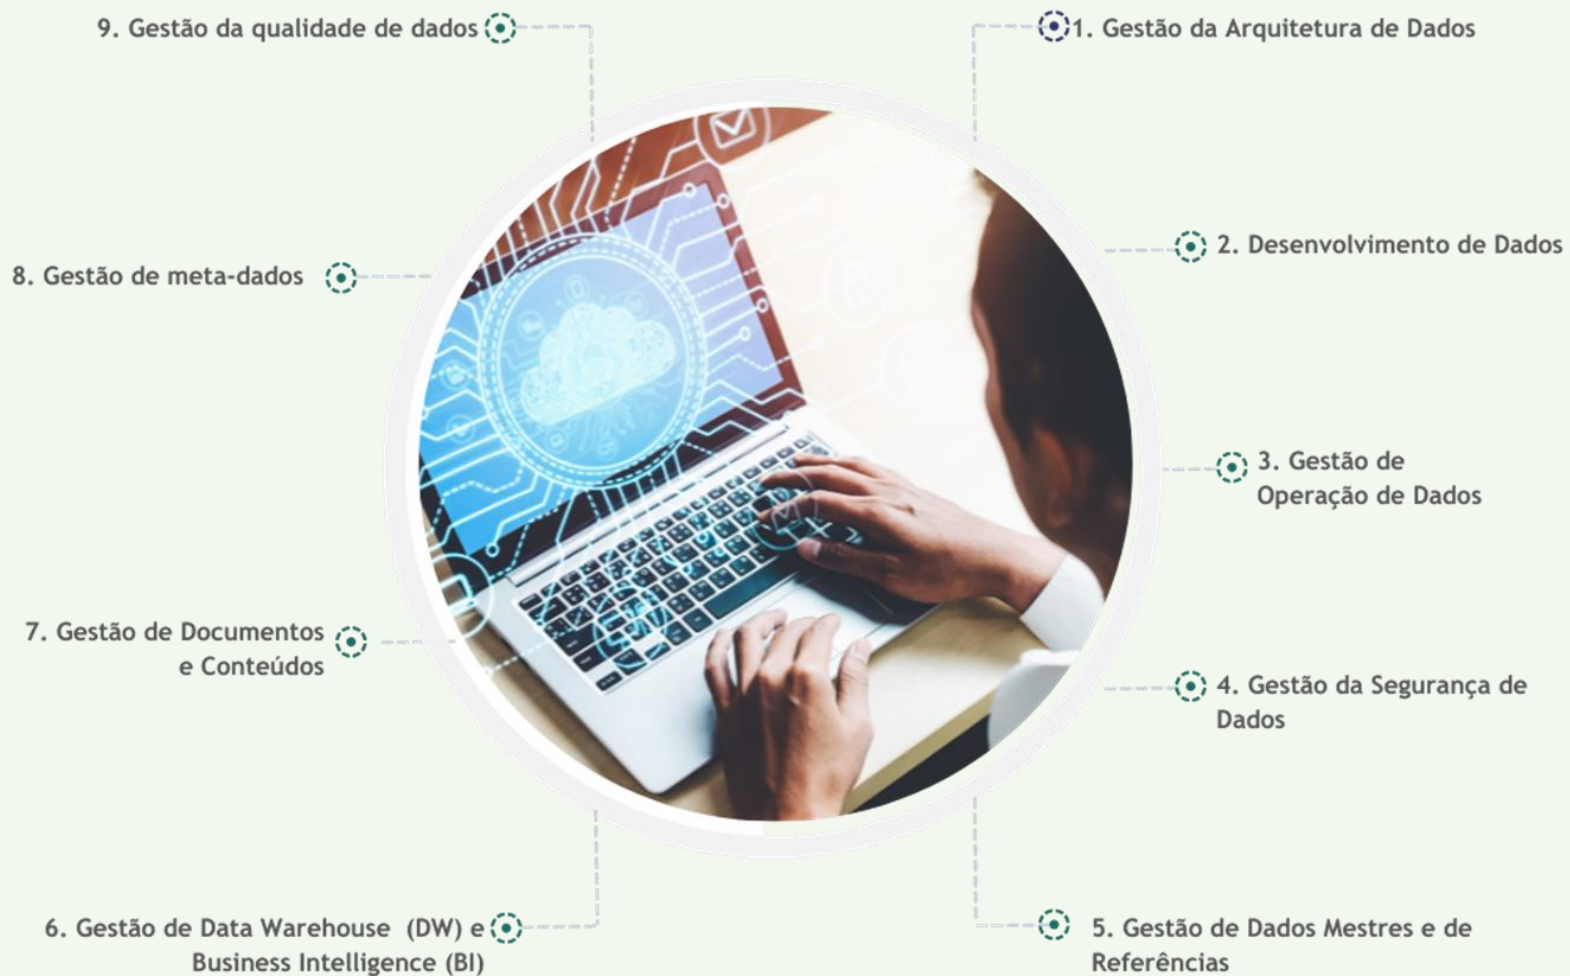 1. Gestão da Arquitetura de Dados
2. Desenvolvimento de Dados
3. Gestão de
Operação de Dados
4. Gestão da Segurança de
Dados
5. Gestão de Dados Mestres e de
Referências
6. Gestão de Data Warehouse  (DW) e
Business Intelligence (BI)
7. Gestão de Documentos
e Conteúdos
8. Gestão de meta-dados
9. Gestão da qualidade de dados